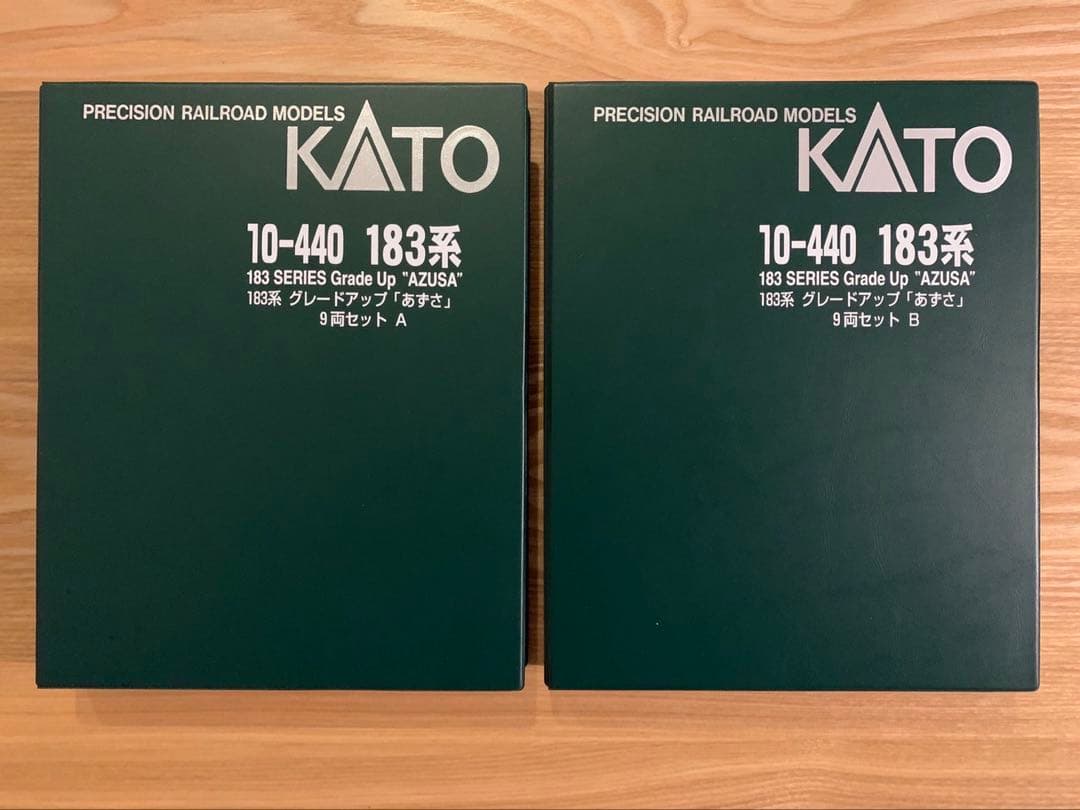 PRECISION RAILROAD MODELS
KATO
10-440 183系
183 SERIES Grade Up "AZUSA"
183系 グレードアップ「あずさ」
9両セット A
PRECISION RAILROAD MODELS
KATO
10-440 183系
183 SERIES Grade Up "AZUSA"
183系 グレードアップ「あずさ」
9両セット B